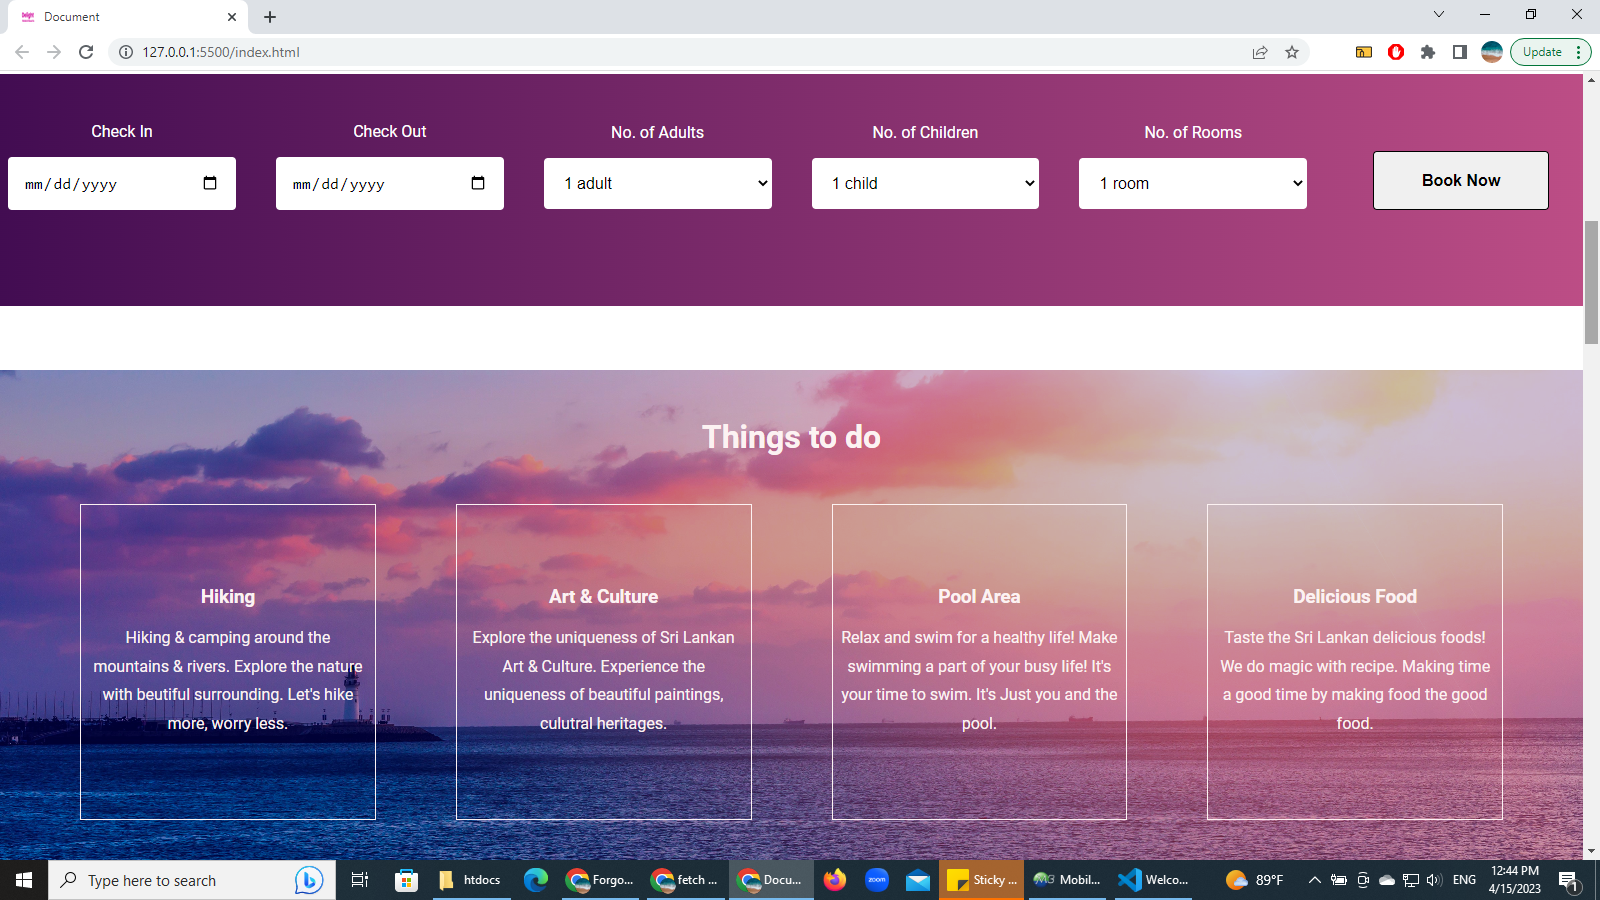 Document
127.0.0.1:5500/index.html
Update
Check In
Check Out
No. of Adults
No. of Children
No. of Rooms
mm/dd/yyyy
mm/dd/yyyy
1 adult
1 child
1 room
Book Now
Things to do
Hiking
Hiking & camping around the
mountains & rivers. Explore the nature
with beutiful surrounding. Let's hike
more, worry less.
Art & Culture
Explore the uniqueness of Sri Lankan
Art & Culture. Experience the
uniqueness of beautiful paintings,
culutral heritages.
Pool Area
Relax and swim for a healthy life! Make
swimming a part of your busy life! It's
your time to swim. It's Just you and the
pool.
Delicious Food
Taste the Sri Lankan delicious foods!
We do magic with recipe. Making time
a good time by making food the good
food.
Type here to search
htdocs
Forgo...
fetch ...
Docu...
zoom
Sticky ...
Mobil...
Welco...
89°F
ENG
12:44 PM
4/15/2023
1